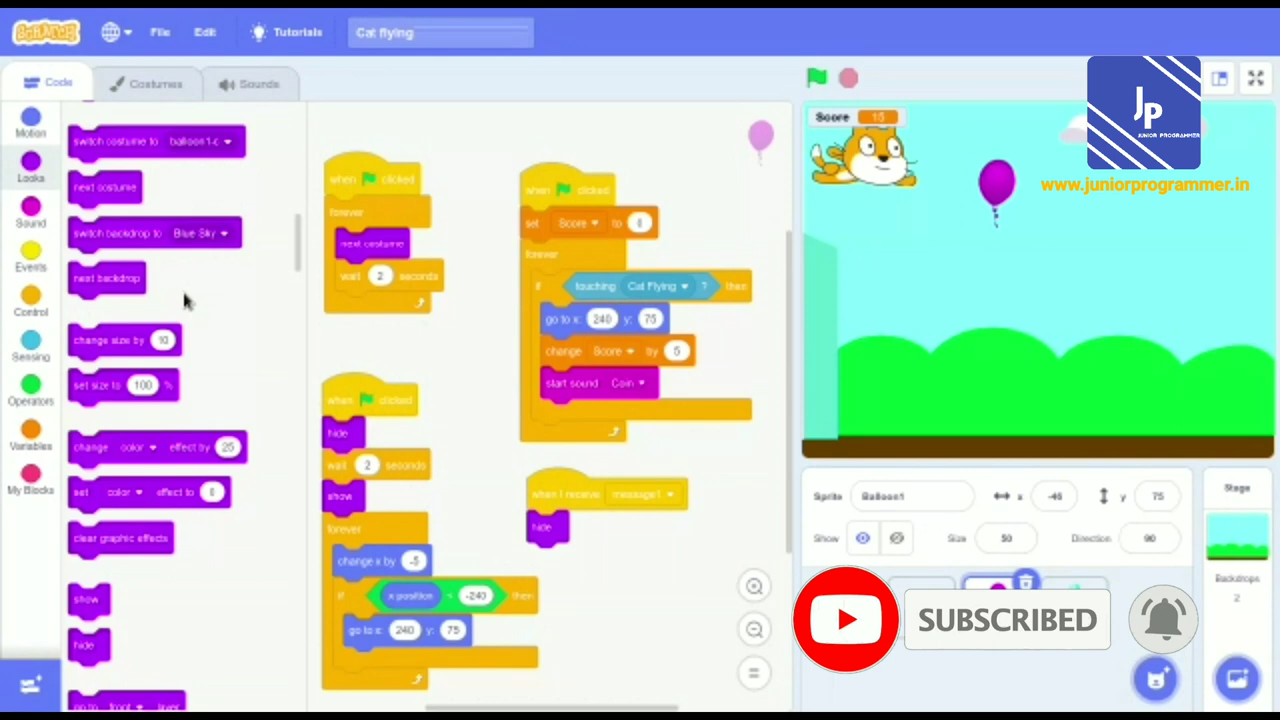 SCRATCH
File
Edit
Tutorials
Cat flying
Code
Costumes
Sounds
Motion
Looks
Sound
Events
Control
Sensing
Operators
Variables
My Blocks
switch costume to balloon1-c
next costume
switch backdrop to Blue Sky
next backdrop
change size by 10
set size to 100 %
change color effect by 25
set color effect to 0
clear graphic effects
show
hide
go to front layer
when clicked
forever
next costume
wait 2 seconds
when clicked
hide
wait 2 seconds
show
forever
change x by -5
if x position < -240 then
go to x: 240 y: 75
when clicked
set Score to 0
forever
if touching Cat Flying ? then
go to x: 240 y: 75
change Score by 5
start sound Coin
when I receive message1
hide
Score 15
JP
JUNIOR PROGRAMMER
www.juniorprogrammer.in
Sprite Balloon1 x -46 y 75
Show Size 50 Direction 90
Stage
Backdrops
2
SUBSCRIBED